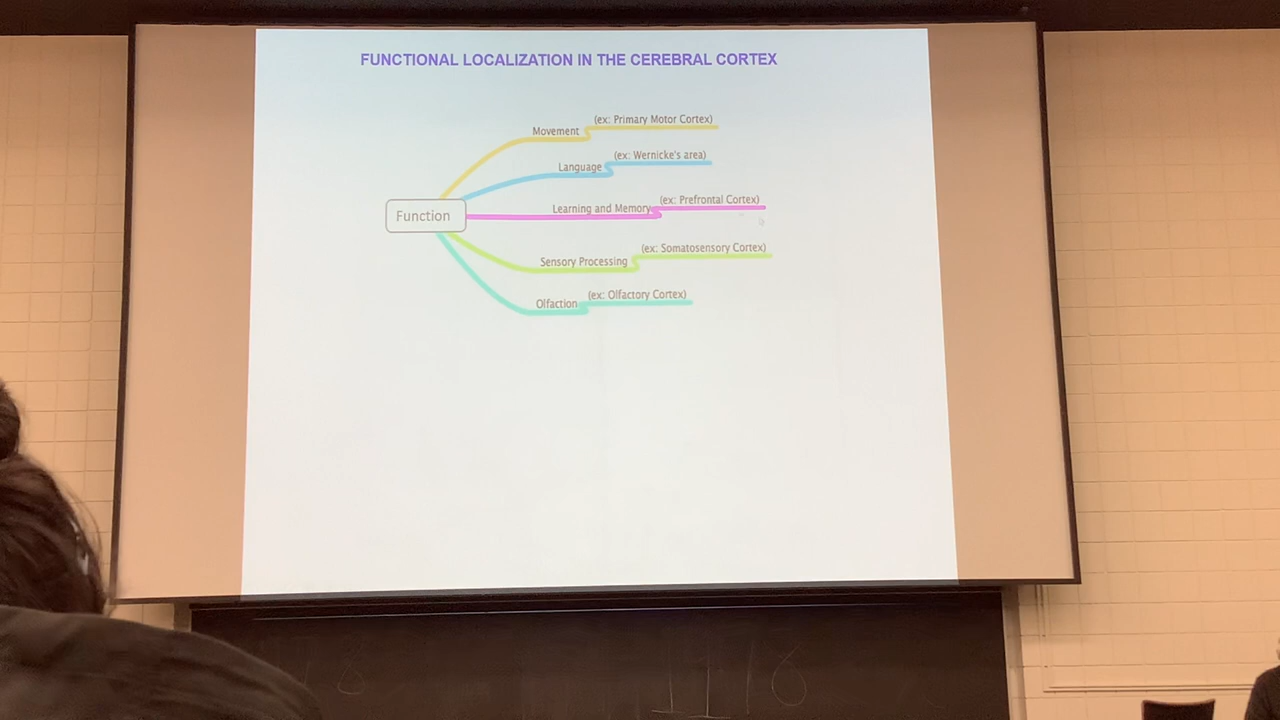 FUNCTIONAL LOCALIZATION IN THE CEREBRAL CORTEX
Movement (ex: Primary Motor Cortex)
Language (ex: Wernicke's area)
Function
Learning and Memory (ex: Prefrontal Cortex)
Sensory Processing (ex: Somatosensory Cortex)
Olfaction (ex: Olfactory Cortex)